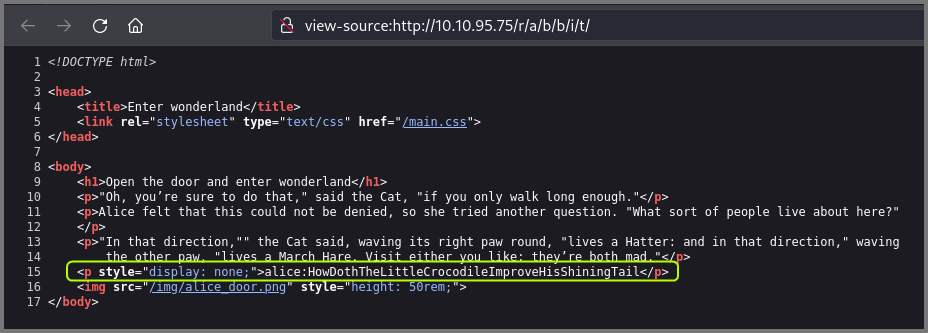 view-source:http://10.10.95.75/r/a/b/b/i/t/
1 <!DOCTYPE html>
2
3 <head>
4 <title>Enter wonderland</title>
5 <link rel="stylesheet" type="text/css" href="/main.css">
6 </head>
7
8 <body>
9 <h1>Open the door and enter wonderland</h1>
10 <p>"Oh, you’re sure to do that," said the Cat, "if you only walk long enough."</p>
11 <p>Alice felt that this could not be denied, so she tried another question. "What sort of people live about here?"
12 </p>
13 <p>"In that direction,"" the Cat said, waving its right paw round, "lives a Hatter: and in that direction," waving
14 the other paw, "lives a March Hare. Visit either you like: they’re both mad."</p>
15 <p style="display: none;">alice:HowDothTheLittleCrocodileImproveHisShiningTail</p>
16 <img src="/img/alice_door.png" style="height: 50rem;">
17 </body>